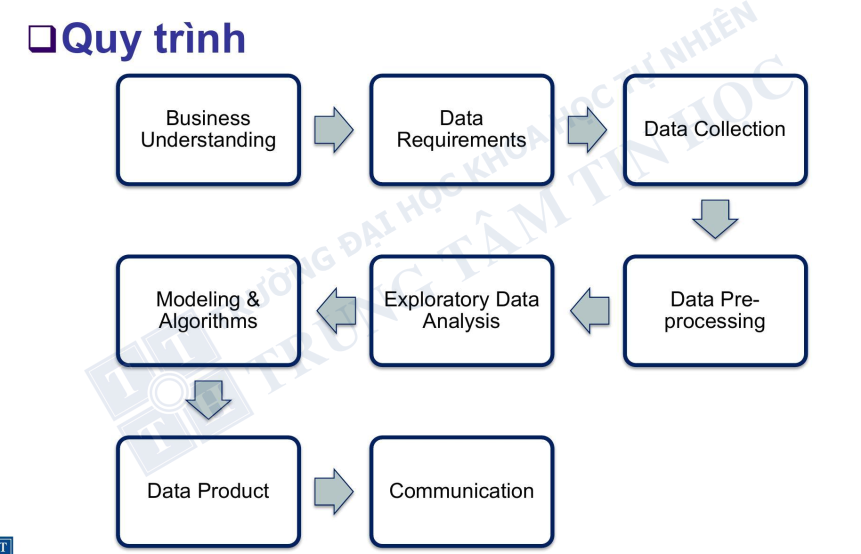 Quy trình
Business
Understanding
Data
Requirements
Data Collection
Modeling &
Algorithms
Exploratory Data
Analysis
Data Pre-
processing
Data Product
Communication
TRƯỜNG ĐẠI HỌC KHOA HỌC TỰ NHIÊN
TRUNG TÂM TIN HỌC
T